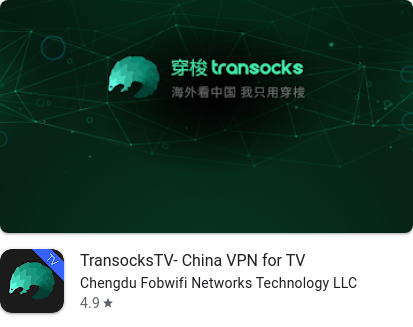 穿梭 transocks
海外看中国 我只用穿梭
TV
TransocksTV- China VPN for TV
Chengdu Fobwifi Networks Technology LLC
4.9 ★